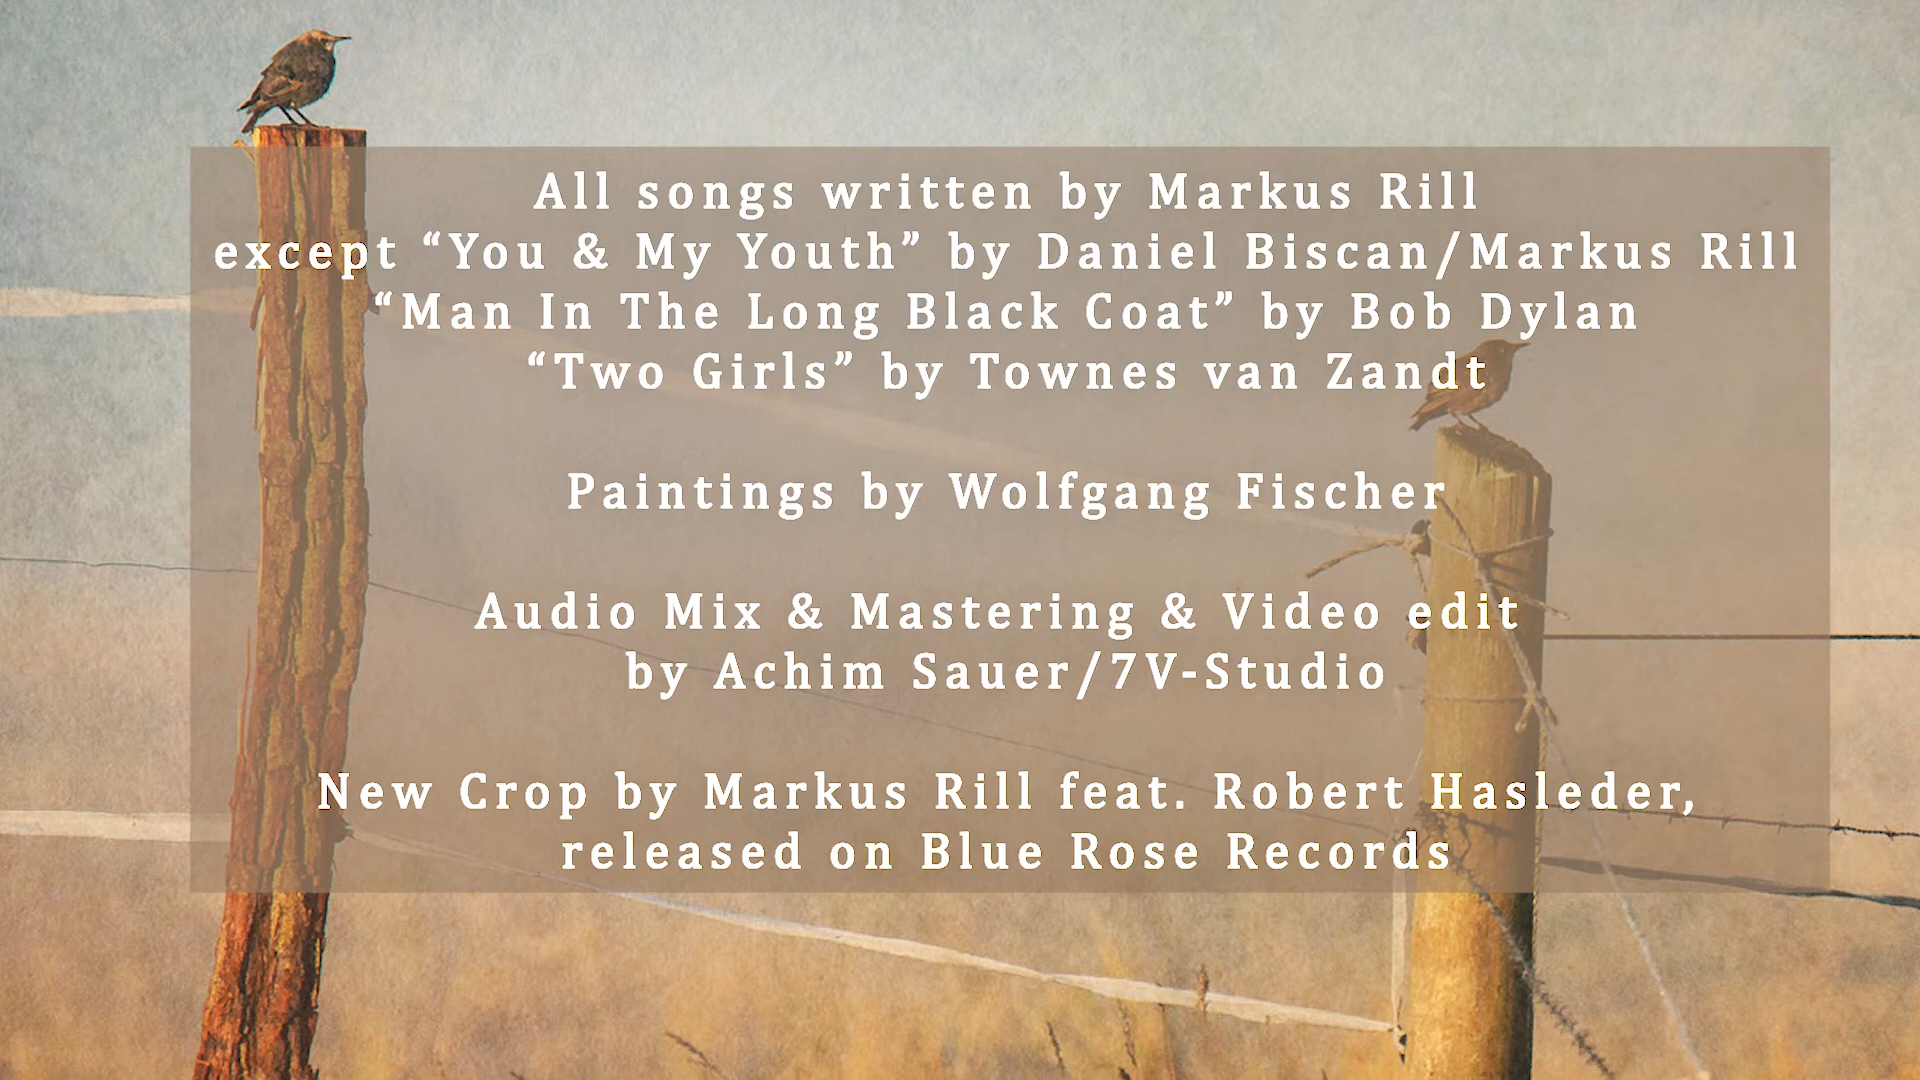 All songs written by Markus Rill
except “You & My Youth” by Daniel Biscan/Markus Rill
“Man In The Long Black Coat” by Bob Dylan
“Two Girls” by Townes van Zandt
Paintings by Wolfgang Fischer
Audio Mix & Mastering & Video edit
by Achim Sauer/7V-Studio
New Crop by Markus Rill feat. Robert Hasleder,
released on Blue Rose Records